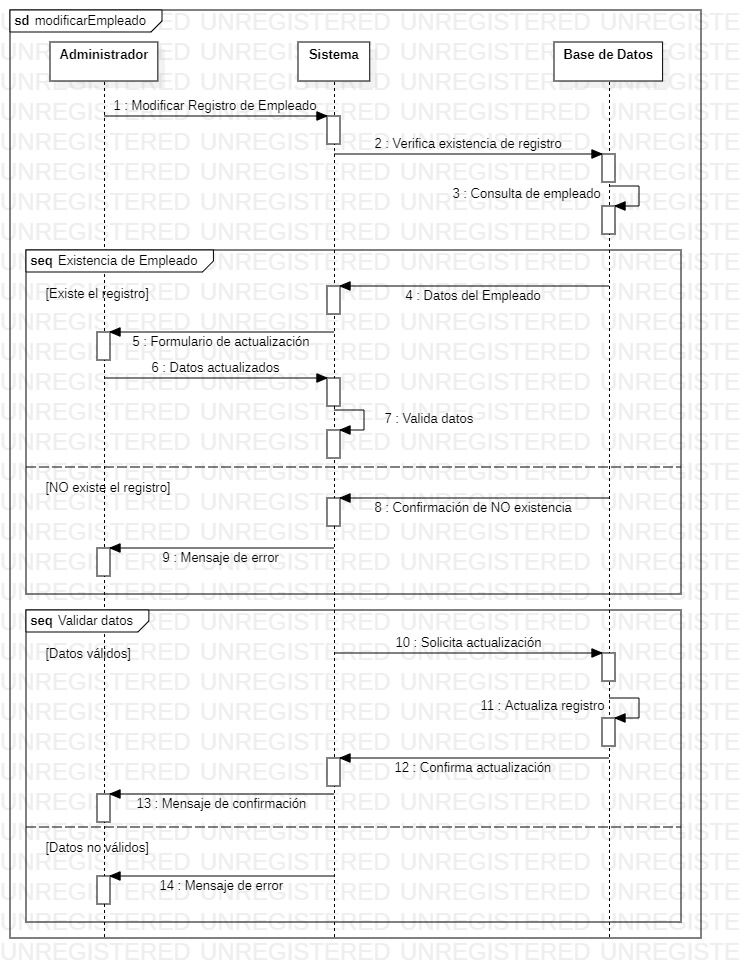 sd modificarEmpleado
Administrador
Sistema
Base de Datos
1 : Modificar Registro de Empleado
2 : Verifica existencia de registro
3 : Consulta de empleado
seq Existencia de Empleado
[Existe el registro]
4 : Datos del Empleado
5 : Formulario de actualización
6 : Datos actualizados
7 : Valida datos
[NO existe el registro]
8 : Confirmación de NO existencia
9 : Mensaje de error
seq Validar datos
10 : Solicita actualización
[Datos válidos]
11 : Actualiza registro
12 : Confirma actualización
13 : Mensaje de confirmación
[Datos no válidos]
14 : Mensaje de error
UNREGISTERED